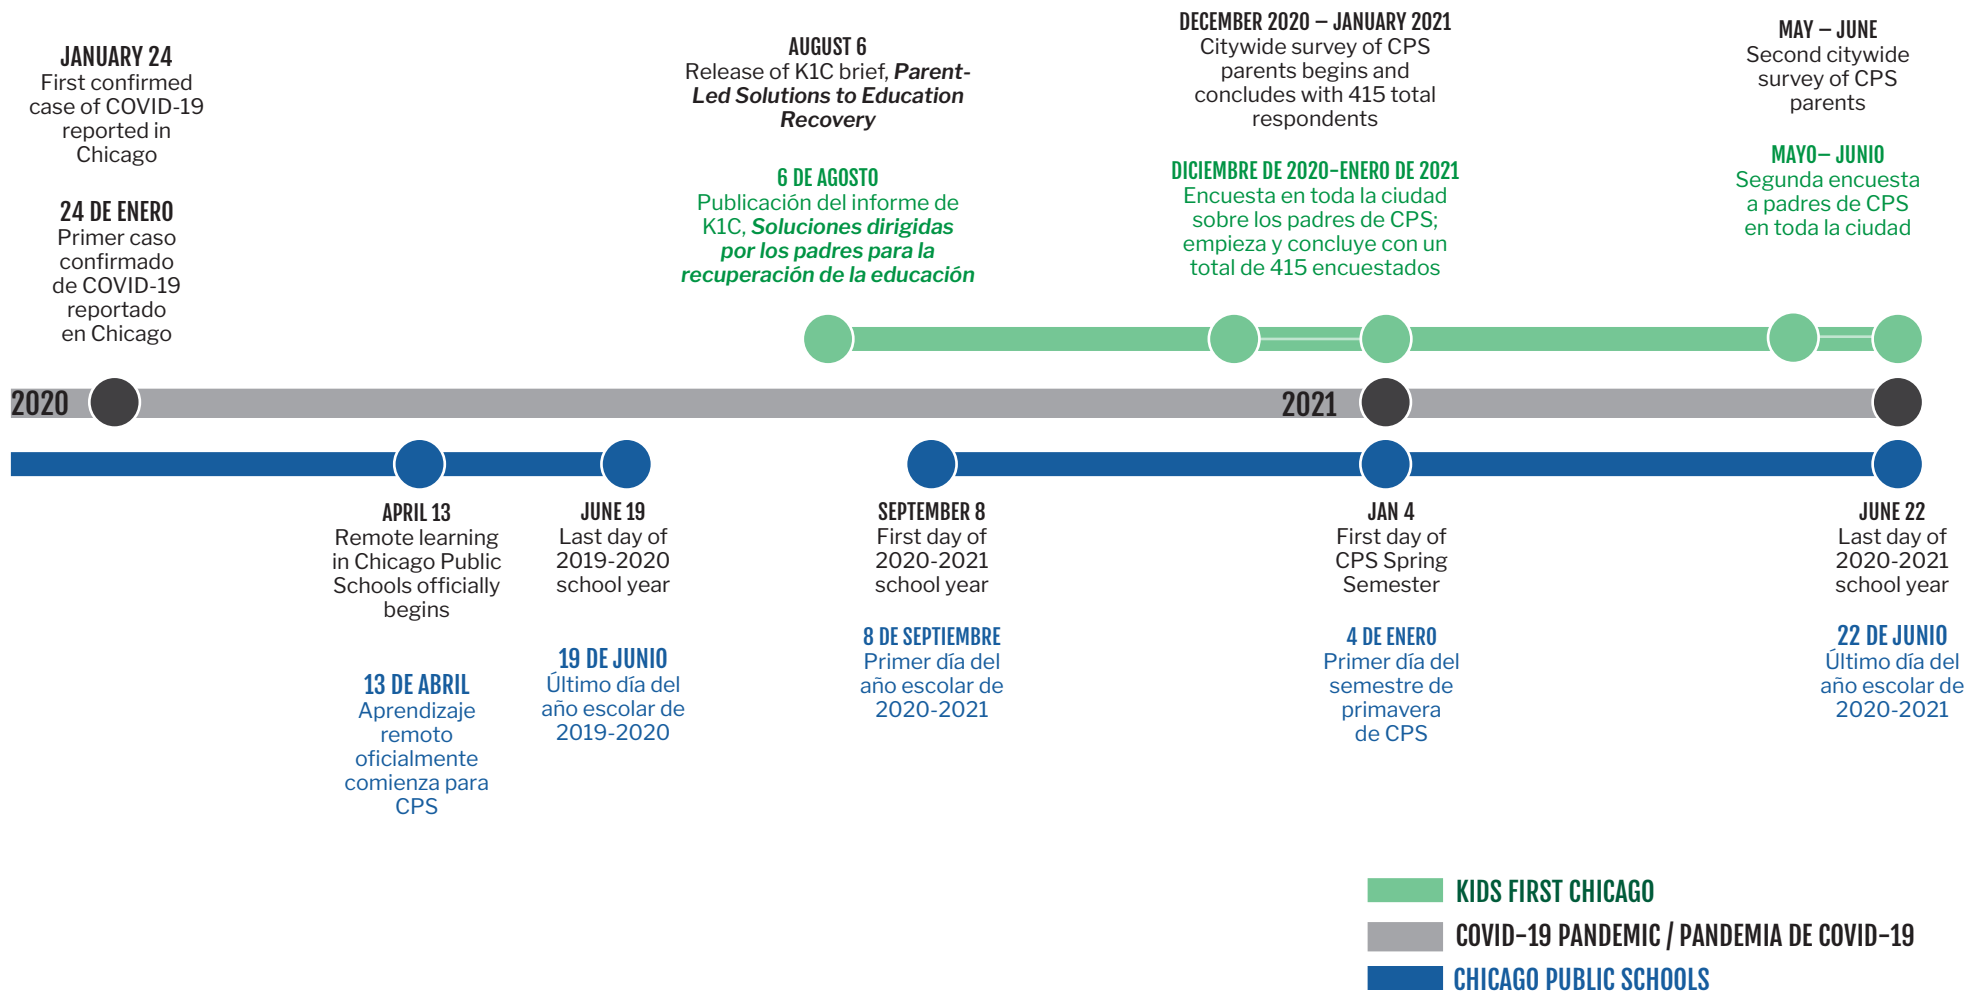 JANUARY 24
First confirmed
case of COVID-19
reported in
Chicago
24 DE ENERO
Primer caso
confirmado
de COVID-19
reportado
en Chicago
AUGUST 6
Release of K1C brief, Parent-
Led Solutions to Education
Recovery
6 DE AGOSTO
Publicación del informe de
K1C, Soluciones dirigidas
por los padres para la
recuperación de la educación
DECEMBER 2020 – JANUARY 2021
Citywide survey of CPS
parents begins and
concludes with 415 total
respondents
DICIEMBRE DE 2020-ENERO DE 2021
Encuesta en toda la ciudad
sobre los padres de CPS;
empieza y concluye con un
total de 415 encuestados
MAY – JUNE
Second citywide
survey of CPS
parents
MAYO– JUNIO
Segunda encuesta
a padres de CPS
en toda la ciudad
2020
2021
APRIL 13
Remote learning
in Chicago Public
Schools officially
begins
13 DE ABRIL
Aprendizaje
remoto
oficialmente
comienza para
CPS
JUNE 19
Last day of
2019-2020
school year
19 DE JUNIO
Último día del
año escolar de
2019-2020
SEPTEMBER 8
First day of
2020-2021
school year
8 DE SEPTIEMBRE
Primer día del
año escolar de
2020-2021
JAN 4
First day of
CPS Spring
Semester
4 DE ENERO
Primer día del
semestre de
primavera
de CPS
JUNE 22
Last day of
2020-2021
school year
22 DE JUNIO
Último día del
año escolar de
2020-2021
KIDS FIRST CHICAGO
COVID-19 PANDEMIC / PANDEMIA DE COVID-19
CHICAGO PUBLIC SCHOOLS